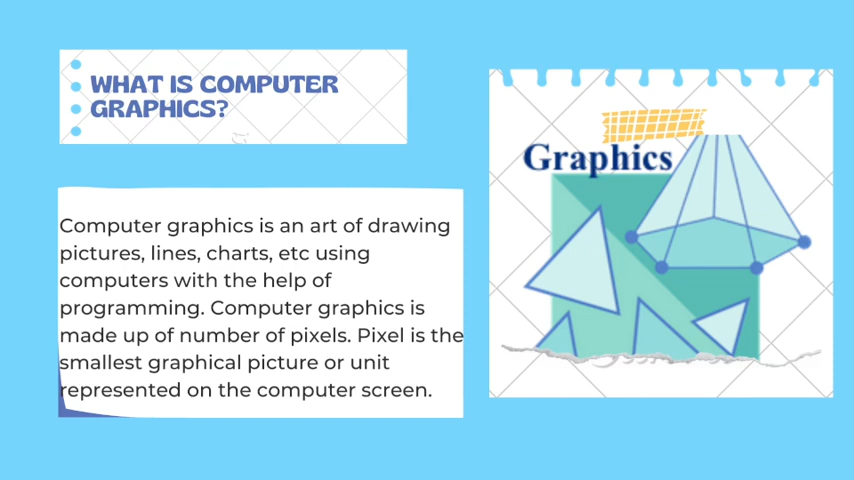 WHAT IS COMPUTER
GRAPHICS?
Computer graphics is an art of drawing
pictures, lines, charts, etc using
computers with the help of
programming. Computer graphics is
made up of number of pixels. Pixel is the
smallest graphical picture or unit
represented on the computer screen.
Graphics